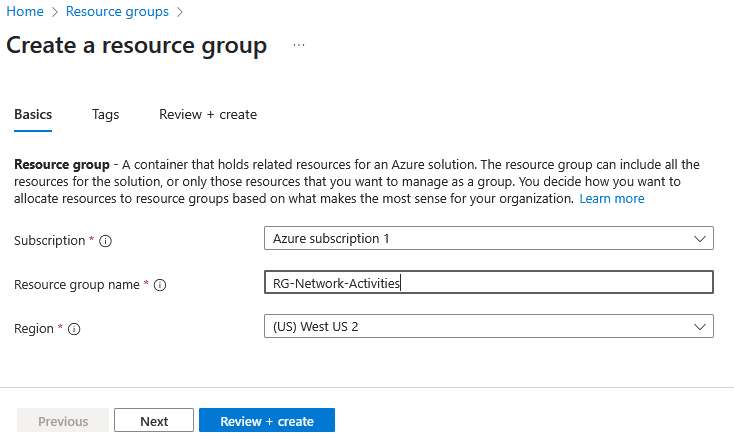 Home > Resource groups >
Create a resource group ...
Basics Tags Review + create
Resource group - A container that holds related resources for an Azure solution. The resource group can include all the
resources for the solution, or only those resources that you want to manage as a group. You decide how you want to
allocate resources to resource groups based on what makes the most sense for your organization. Learn more
Subscription * Azure subscription 1
Resource group name * RG-Network-Activities
Region * (US) West US 2
Previous Next Review + create